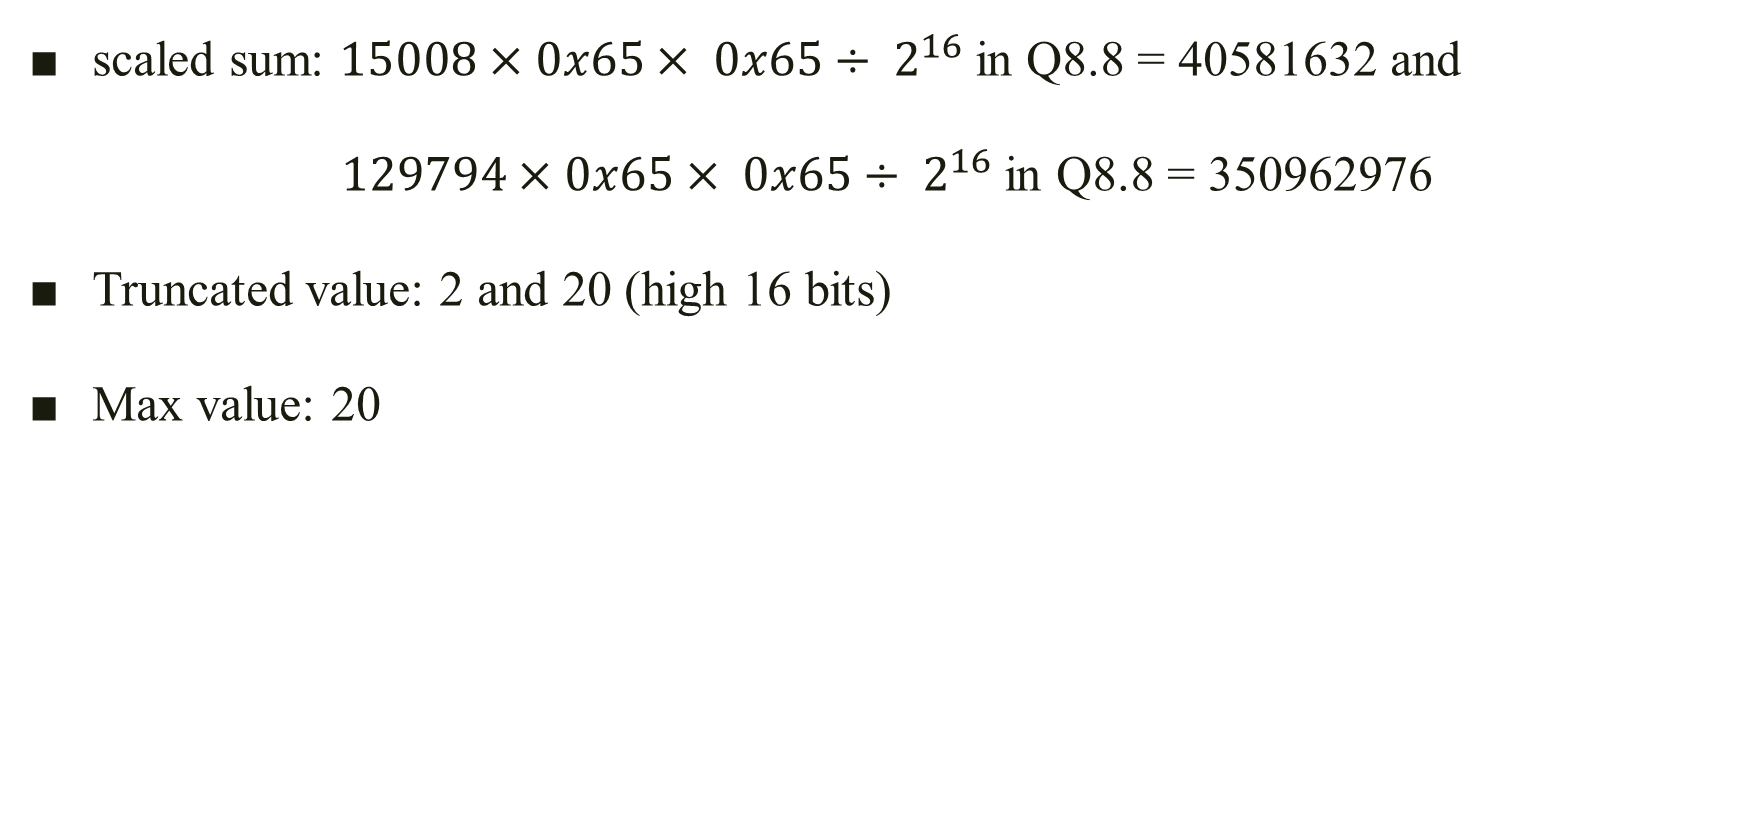 ■ scaled sum: 15008 × 0x65 × 0x65 ÷ 2¹⁶ in Q8.8 = 40581632 and
129794 × 0x65 × 0x65 ÷ 2¹⁶ in Q8.8 = 350962976
■ Truncated value: 2 and 20 (high 16 bits)
■ Max value: 20